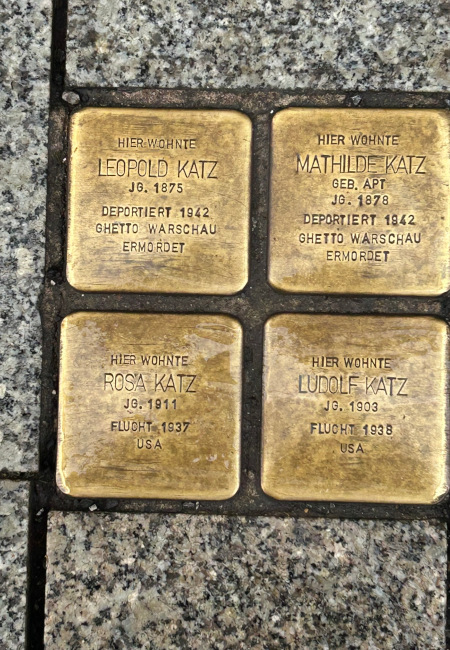 HIER WOHNTE
LEOPOLD KATZ
JG. 1875
DEPORTIERT 1942
GHETTO WARSCHAU
ERMORDET
HIER WOHNTE
MATHILDE KATZ
GEB. APT
JG. 1878
DEPORTIERT 1942
GHETTO WARSCHAU
ERMORDET
HIER WOHNTE
ROSA KATZ
JG. 1911
FLUCHT 1937
USA
HIER WOHNTE
LUDOLF KATZ
JG. 1903
FLUCHT 1938
USA